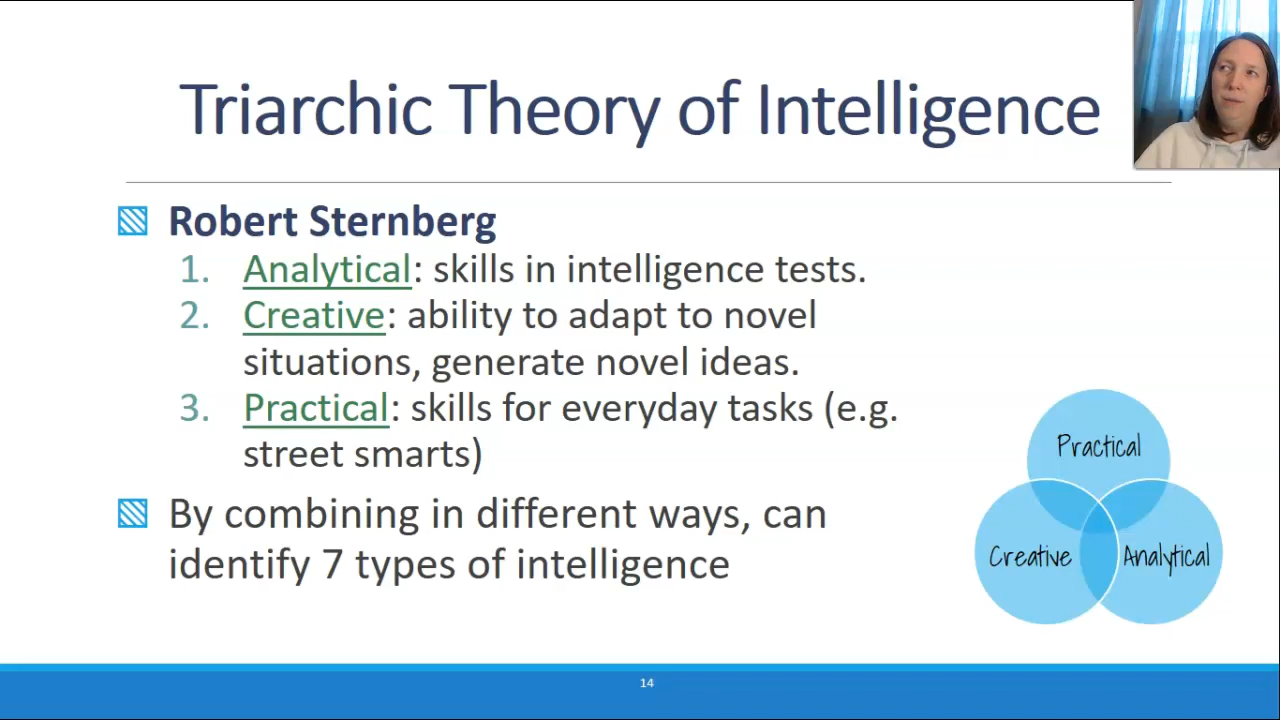 Triarchic Theory of Intelligence
Robert Sternberg
1. Analytical: skills in intelligence tests.
2. Creative: ability to adapt to novel
situations, generate novel ideas.
3. Practical: skills for everyday tasks (e.g.
street smarts)
By combining in different ways, can
identify 7 types of intelligence
Practical
Creative
Analytical
14